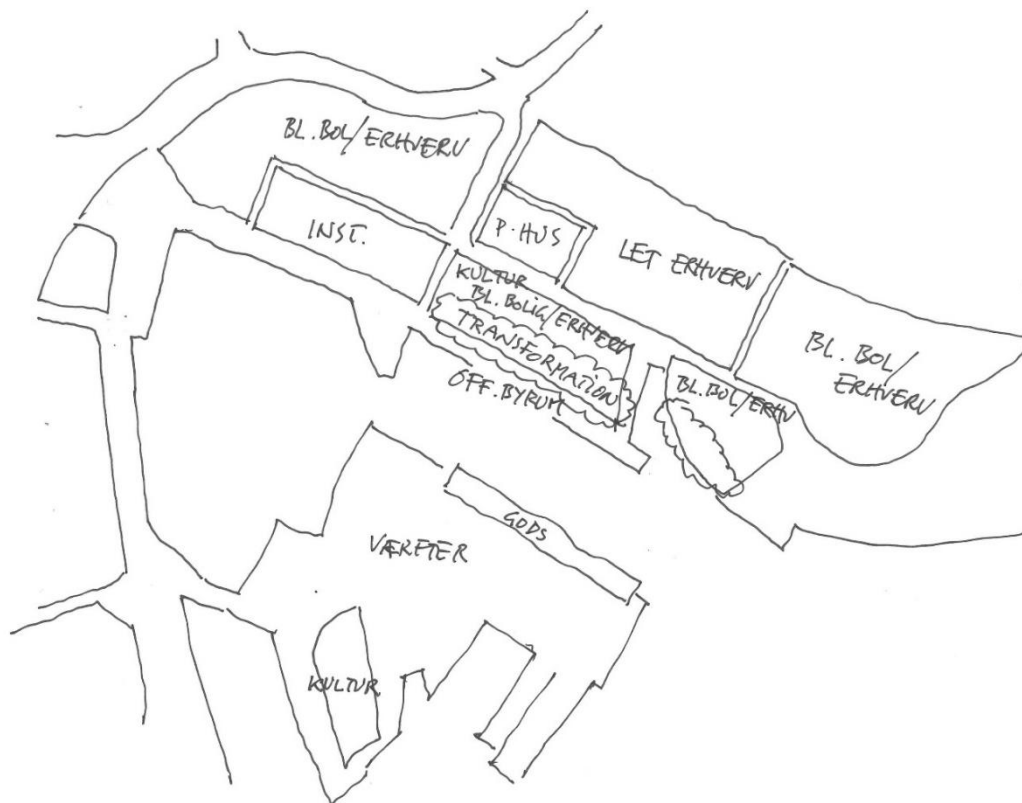 BL. BOL/ERHVERV
INST.
P-HUS
LET ERHVERV
KULTUR
BL. BOLIG/ERHVERV
TRANSFORMATION
OFF. BYRUM
BL. BOL/ERHV
BL. BOL/
ERHVERV
GODS
VÆRFTER
KULTUR